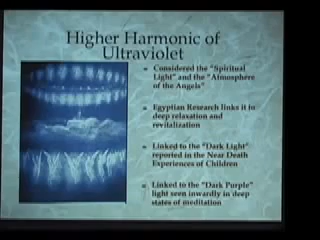 Higher Harmonic of
Ultraviolet
Considered the "Spiritual
Light" and the "Atmosphere
of the Angels"
Egyptian Research links it to
deep relaxation and
revitalization
Linked to the "Dark Light"
reported in the Near Death
Experiences of Children
Linked to the "Dark Purple"
light seen inwardly in deep
states of meditation